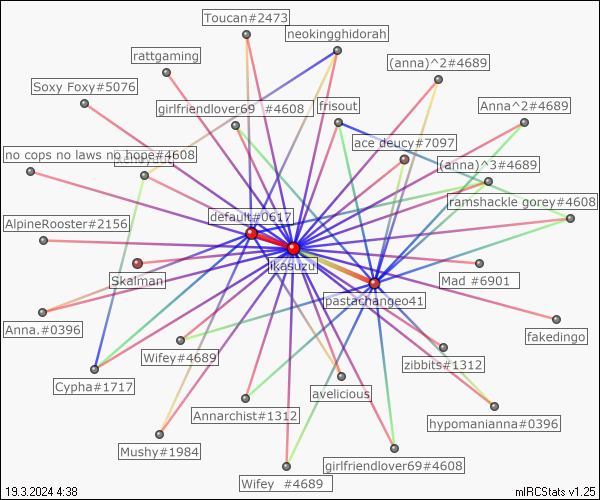 Toucan#2473
neokingghidorah
rattgaming
(anna)^2#4689
Soxy Foxy#5076
girlfriendlover69 #4608
frisout
Anna^2#4689
ace deucy#7097
no cops no laws no hope#4608
(anna)^3#4689
ramshackle gorey#4608
default#0617
AlpineRooster#2156
ikasuzu
Skalman
Mad #6901
pastachangeo41
Anna.#0396
fakedingo
Wifey#4689
zibbits#1312
Cypha#1717
avelicious
Annarchist#1312
hypomanianna#0396
Mushy#1984
girlfriendlover69#4608
Wifey #4689
19.3.2024 4:38
mIRCStats v1.25